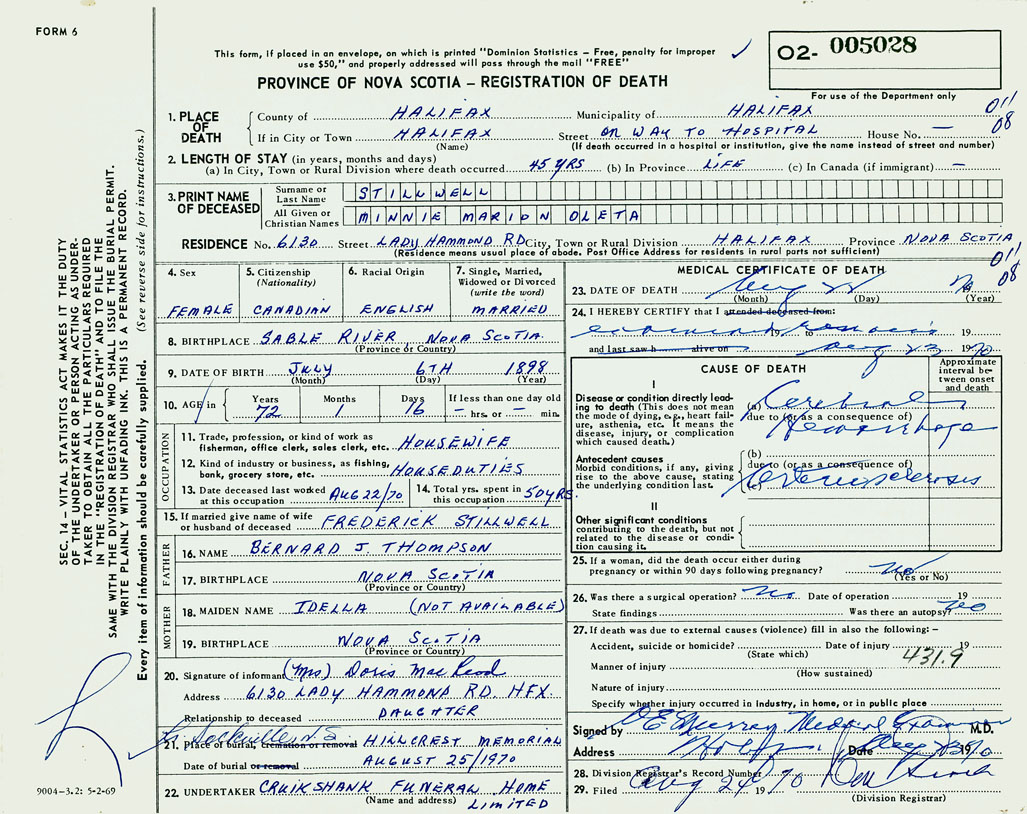 FORM 6
This form, if placed in an envelope, on which is printed "Dominion Statistics – Free, penalty for improper
use $50," and properly addressed will pass through the mail "FREE"
PROVINCE OF NOVA SCOTIA – REGISTRATION OF DEATH
O2- 005028
For use of the Department only
011
08
1. PLACE OF DEATH
County of HALIFAX Municipality of HALIFAX
If in City or Town HALIFAX Street ON WAY TO HOSPITAL House No. —
(Name) (If death occurred in a hospital or institution, give the name instead of street and number)
2. LENGTH OF STAY (in years, months and days)
(a) In City, Town or Rural Division where death occurred 45 YRS (b) In Province LIFE (c) In Canada (if immigrant) —
3. PRINT NAME OF DECEASED
Surname or Last Name STILLWELL
All Given or Christian Names MINNIE MARION OLETA
RESIDENCE No. 6130 Street LADY HAMMOND RD City, Town or Rural Division HALIFAX Province NOVA SCOTIA
(Residence means usual place of abode. Post Office Address for residents in rural parts not sufficient)
011
08
4. Sex FEMALE
5. Citizenship (Nationality) CANADIAN
6. Racial Origin ENGLISH
7. Single, Married, Widowed or Divorced (write the word) MARRIED
8. BIRTHPLACE SABLE RIVER NOVA SCOTIA
(Province or Country)
9. DATE OF BIRTH JULY 6TH 1898
(Month) (Day) (Year)
10. AGE in Years 72 Months 1 Days 16 If less than one day old — hrs. or — min.
OCCUPATION
11. Trade, profession, or kind of work as
fisherman, office clerk, sales clerk, etc. HOUSEWIFE
12. Kind of industry or business, as fishing,
bank, grocery store, etc. HOUSEDUTIES
13. Date deceased last worked at this occupation AUG 22/70
14. Total yrs. spent in this occupation 50 YRS.
15. If married give name of wife
or husband of deceased FREDERICK STILLWELL
FATHER
16. NAME BERNARD J. THOMPSON
17. BIRTHPLACE NOVA SCOTIA
(Province or Country)
MOTHER
18. MAIDEN NAME IDELLA (NOT AVAILABLE)
19. BIRTHPLACE NOVA SCOTIA
(Province or Country)
20. Signature of informant (Mrs) Doris MacLeod
Address 6130 LADY HAMMOND RD. HFX
Relationship to deceased DAUGHTER
Sackville N.S.
21. Place of burial, cremation or removal HILLCREST MEMORIAL
Date of burial or removal AUGUST 25/1970
22. UNDERTAKER CRUIKSHANK FUNERAL HOME
(Name and address) LIMITED
MEDICAL CERTIFICATE OF DEATH
23. DATE OF DEATH Aug 22 70
(Month) (Day) (Year)
24. I HEREBY CERTIFY that I attended deceased from:
examined remains 19 to 19
and last saw h alive on Aug 23 1970
CAUSE OF DEATH
Approximate interval between onset and death
I
Disease or condition directly leading
to death (This does not mean
the mode of dying, e.g., heart failure,
asthenia, etc. It means the
disease, injury, or complication
which caused death.)
(a) Cerebral
due to (or as a consequence of)
Hemorrhage
Antecedent causes
Morbid conditions, if any, giving
rise to the above cause, stating
the underlying condition last.
(b)
due to (or as a consequence of)
(c) Arteriosclerosis
II
Other significant conditions
contributing to the death, but not
related to the disease or condition
causing it.
25. If a woman, did the death occur either during
pregnancy or within 90 days following pregnancy? No
(Yes or No)
26. Was there a surgical operation? No Date of operation
State findings Was there an autopsy?
27. If death was due to external causes (violence) fill in also the following: –
Accident, suicide or homicide? Date of injury 19
(State which) 431.9
Manner of injury
(How sustained)
Nature of injury
Specify whether injury occurred in Industry, in home, or in public place
Signed by D E Murray Medical Examiner M.D.
Address Date Aug 23 1970
28. Division Registrar's Record Number
29. Filed Aug 24 1970
(Division Registrar)
SEC. 14 – VITAL STATISTICS ACT MAKES IT THE DUTY
OF THE UNDERTAKER OR PERSON ACTING AS UNDERTAKER
TO OBTAIN ALL THE PARTICULARS REQUIRED
IN THE "REGISTRATION OF DEATH" AND TO FILE THE
SAME WITH THE DIVISION REGISTRAR WHO SHALL ISSUE THE BURIAL PERMIT.
WRITE PLAINLY WITH UNFADING INK. THIS IS A PERMANENT RECORD.
Every item of information should be carefully supplied. (See reverse side for instructions.)
9004-3.2: 5-2-69